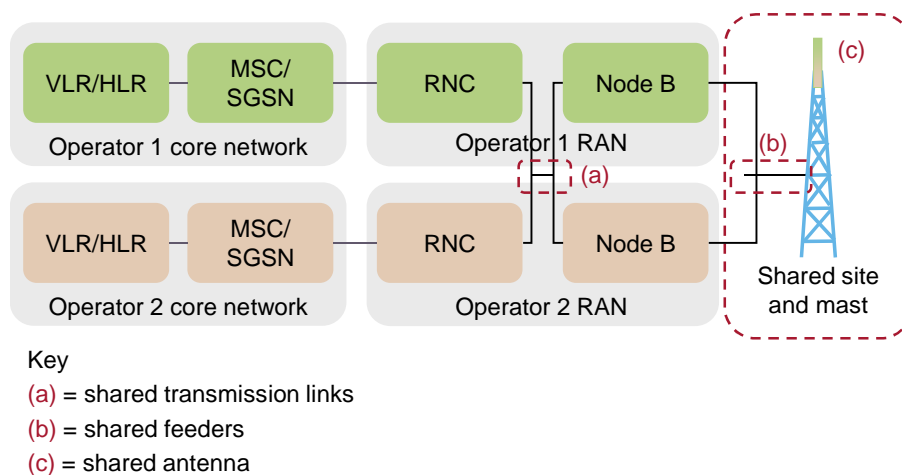 (c)
VLR/HLR
MSC/
SGSN
RNC
Node B
Operator 1 core network
Operator 1 RAN
(b)
(a)
VLR/HLR
MSC/
SGSN
RNC
Node B
Operator 2 core network
Operator 2 RAN
Shared site
and mast
Key
(a) = shared transmission links
(b) = shared feeders
(c) = shared antenna